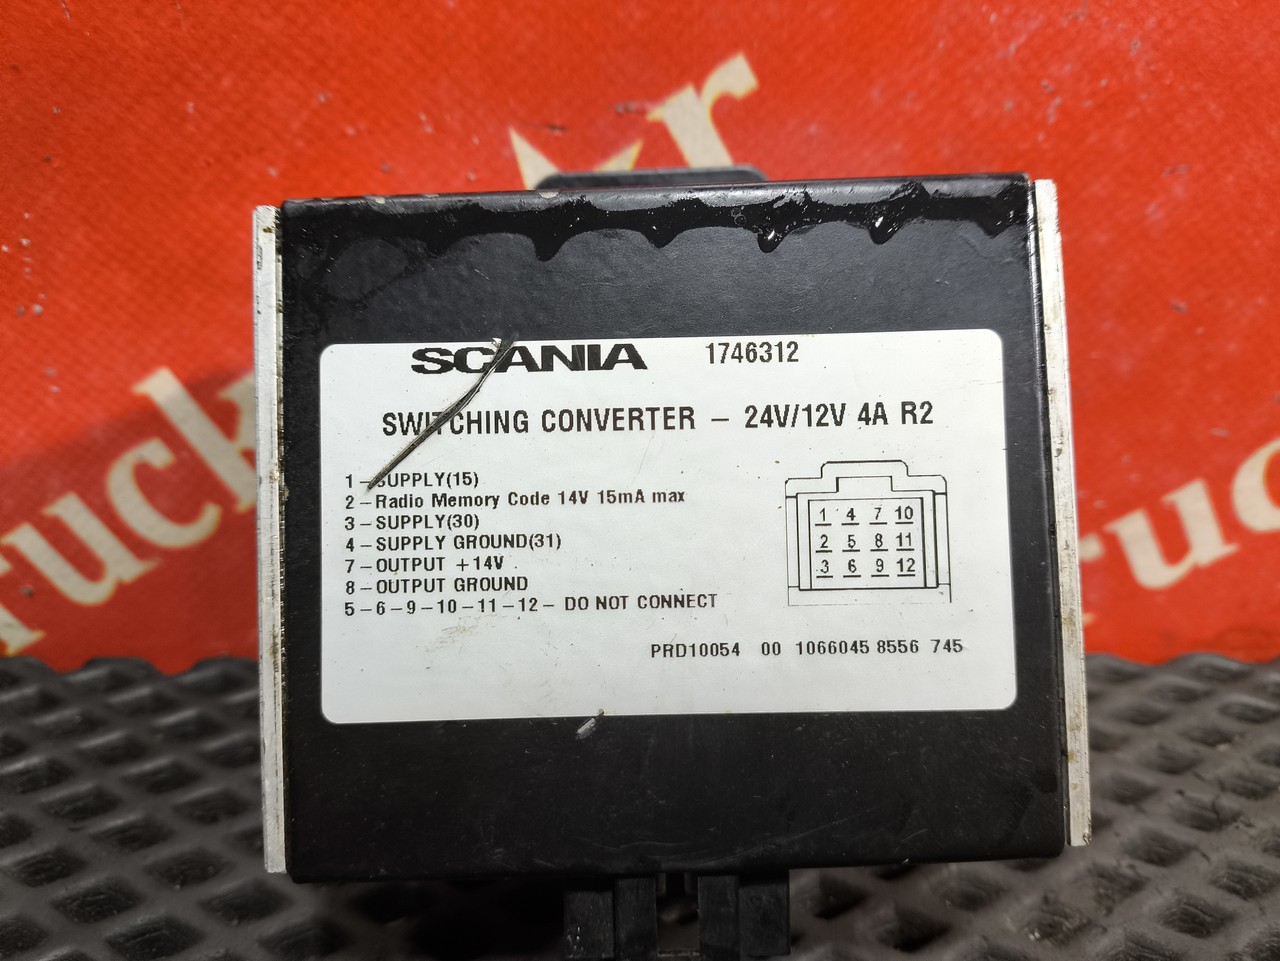 SCANIA 1746312
SWITCHING CONVERTER – 24V/12V 4A R2
1 – SUPPLY(15)
2 – Radio Memory Code 14V 15mA max
3 – SUPPLY(30)
4 – SUPPLY GROUND(31)
7 – OUTPUT +14V
8 – OUTPUT GROUND
5 – 6 – 9 – 10 – 11 – 12 – DO NOT CONNECT
1 4 7 10
2 5 8 11
3 6 9 12
PRD10054 00 1066045 8556 745